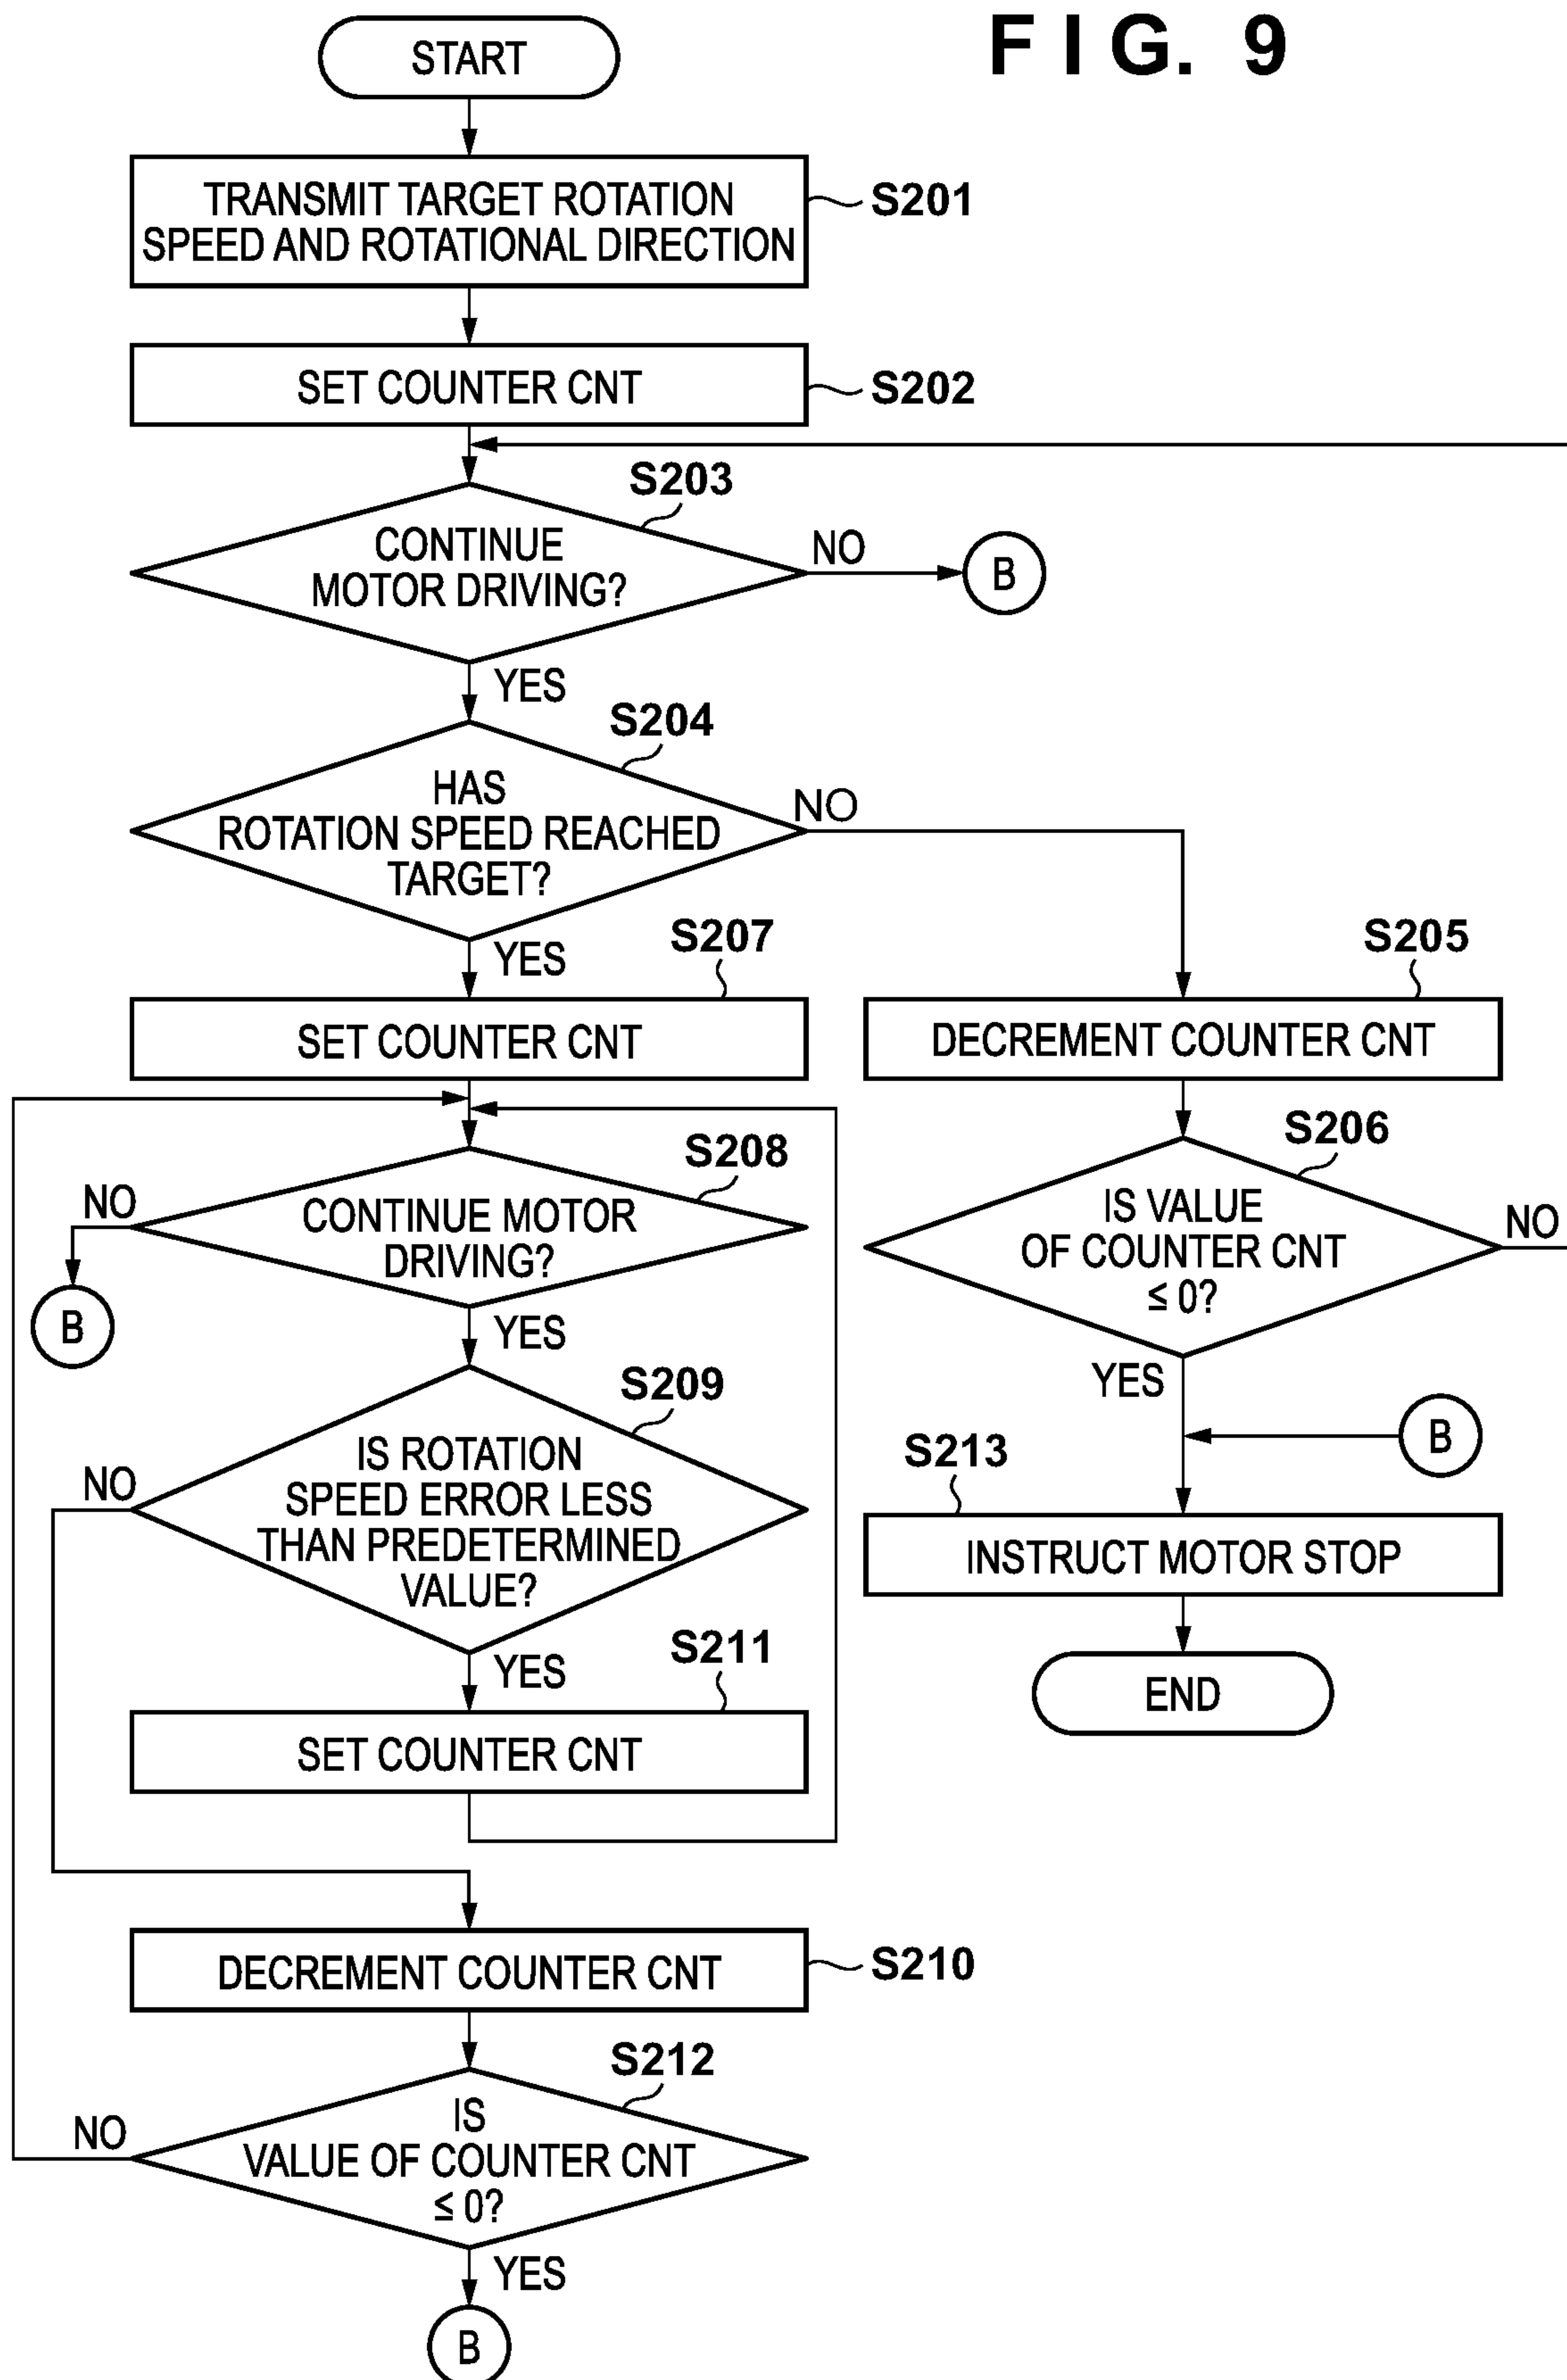 FIG. 9
START
TRANSMIT TARGET ROTATION
SPEED AND ROTATIONAL DIRECTION
S201
SET COUNTER CNT
S202
S203
CONTINUE
MOTOR DRIVING?
NO
B
YES
S204
HAS
ROTATION SPEED REACHED
TARGET?
NO
YES
S207
SET COUNTER CNT
S205
DECREMENT COUNTER CNT
S206
IS VALUE
OF COUNTER CNT
≤ 0?
NO
YES
B
S213
INSTRUCT MOTOR STOP
END
S208
CONTINUE MOTOR
DRIVING?
NO
B
YES
S209
IS ROTATION
SPEED ERROR LESS
THAN PREDETERMINED
VALUE?
NO
YES
S211
SET COUNTER CNT
DECREMENT COUNTER CNT
S210
S212
IS
VALUE OF COUNTER CNT
≤ 0?
NO
YES
B